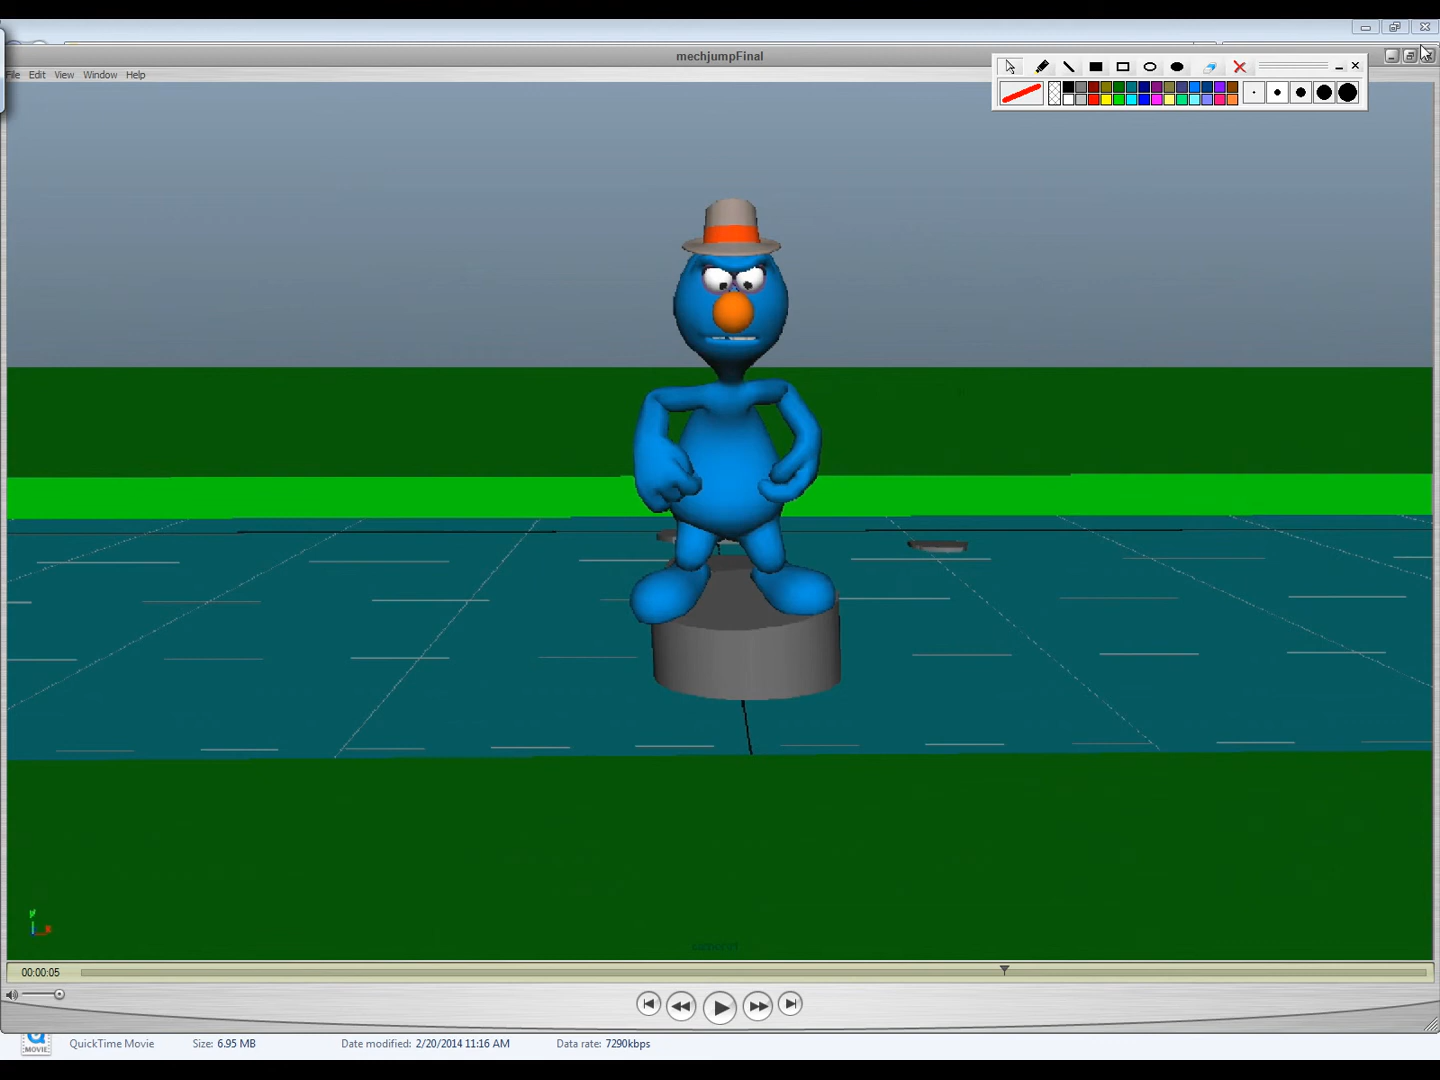 mechjumpFinal
File Edit View Window Help
y
00:00:05
MOVIE
QuickTime Movie Size: 6.95 MB Date modified: 2/20/2014 11:16 AM Data rate: 7290kbps